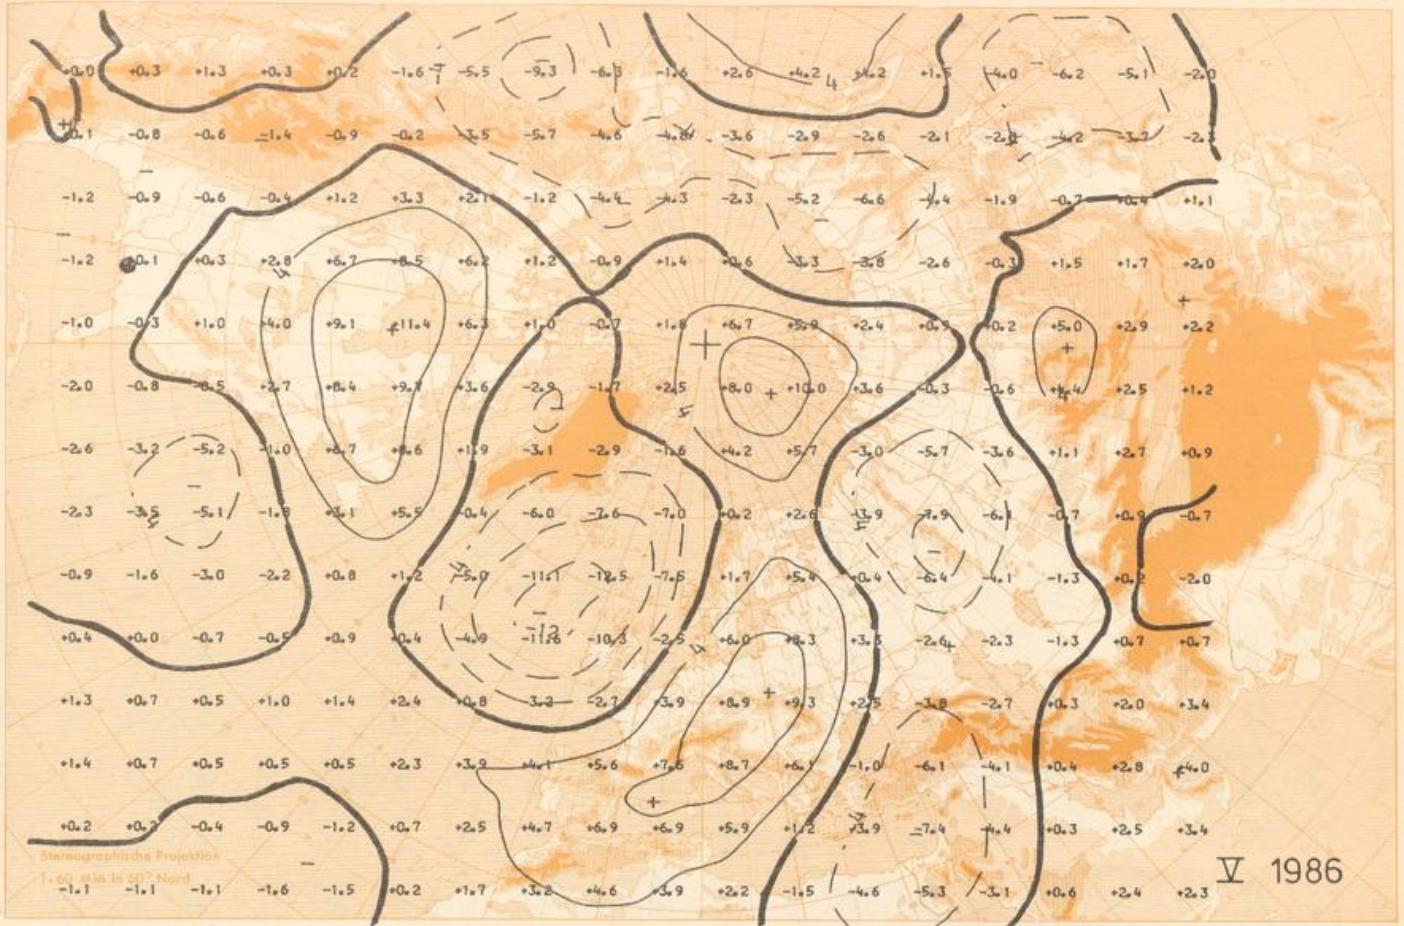 +0.0 +0.3 +1.3 +0.3 +0.2 -1.6 -5.5 -9.3 -6.3 -1.6 +2.6 +4.2 +4.2 +1.5 -4.0 -6.2 -5.1 -2.0
4
-0.8 -0.6 -1.4 -0.9 -0.2 -3.5 -5.7 -4.6 -4.8 -3.6 -2.9 -2.6 -2.1 -4.2 -3.7 -2.3
-1.2 -0.9 -0.6 -0.4 +1.2 +3.3 +2.1 -1.2 -4.4 -4.3 -2.3 -5.2 -6.6 -4.4 -1.9 -0.7 +0.4 +1.1
-1.2 +0.1 +0.3 +2.8 +6.7 +8.5 +6.2 +1.2 -0.9 +1.4 +0.6 -3.3 -3.8 -2.6 -0.3 +1.5 +1.7 +2.0
4
-1.0 -0.3 +1.0 +4.0 +9.1 +11.4 +6.3 +1.0 -0.7 +1.8 +6.7 +5.9 +2.4 +0.9 +0.2 +5.0 +2.9 +2.2
-2.0 -0.8 -0.5 +2.7 +8.4 +9.7 +3.6 -2.9 -1.7 +2.5 +8.0 +10.0 +3.6 -0.3 -0.6 +4.4 +2.5 +1.2
-2.6 -3.2 -5.2 -1.0 +6.7 +8.6 +1.9 -3.1 -2.9 -1.6 +4.2 +5.7 -3.0 -5.7 -3.6 +1.1 +2.7 +0.9
-2.3 -3.5 -5.1 -1.8 +3.1 +5.5 -0.4 -6.0 -7.6 -7.0 +0.2 +2.6 -3.9 -7.9 -6.1 -0.7 +0.9 -0.7
-0.9 -1.6 -3.0 -2.2 +0.8 +1.2 -5.0 -11.1 -12.5 -7.5 +1.7 +5.4 +0.4 -6.4 -4.1 -1.3 +0.2 -2.0
+0.4 +0.0 -0.7 -0.5 +0.9 +0.4 -4.9 -11.6 -10.3 -2.5 +6.0 +8.3 +3.3 -2.6 -2.3 -1.3 +0.7 +0.7
4
+1.3 +0.7 +0.5 +1.0 +1.4 +2.4 +0.8 -3.2 -2.7 +3.9 +8.9 +9.3 +2.5 -3.8 -2.7 +0.3 +2.0 +3.4
+1.4 +0.7 +0.5 +0.5 +0.5 +2.3 +3.9 +4.1 +5.6 +7.6 +8.7 +6.1 -1.0 -6.1 -4.1 +0.4 +2.8 +4.0
+0.2 +0.2 -0.4 -0.9 -1.2 +0.7 +2.5 +4.7 +6.9 +6.9 +5.9 +1.2 -3.9 -7.4 -4.4 +0.3 +2.5 +3.4
Stereographische Projektion
1:60 Mill in 60° Nord
-1.1 -1.1 -1.1 -1.6 -1.5 +0.2 +1.7 +3.2 +4.6 +3.9 +2.2 -1.5 -4.6 -5.3 -3.1 +0.6 +2.4 +2.3
V 1986